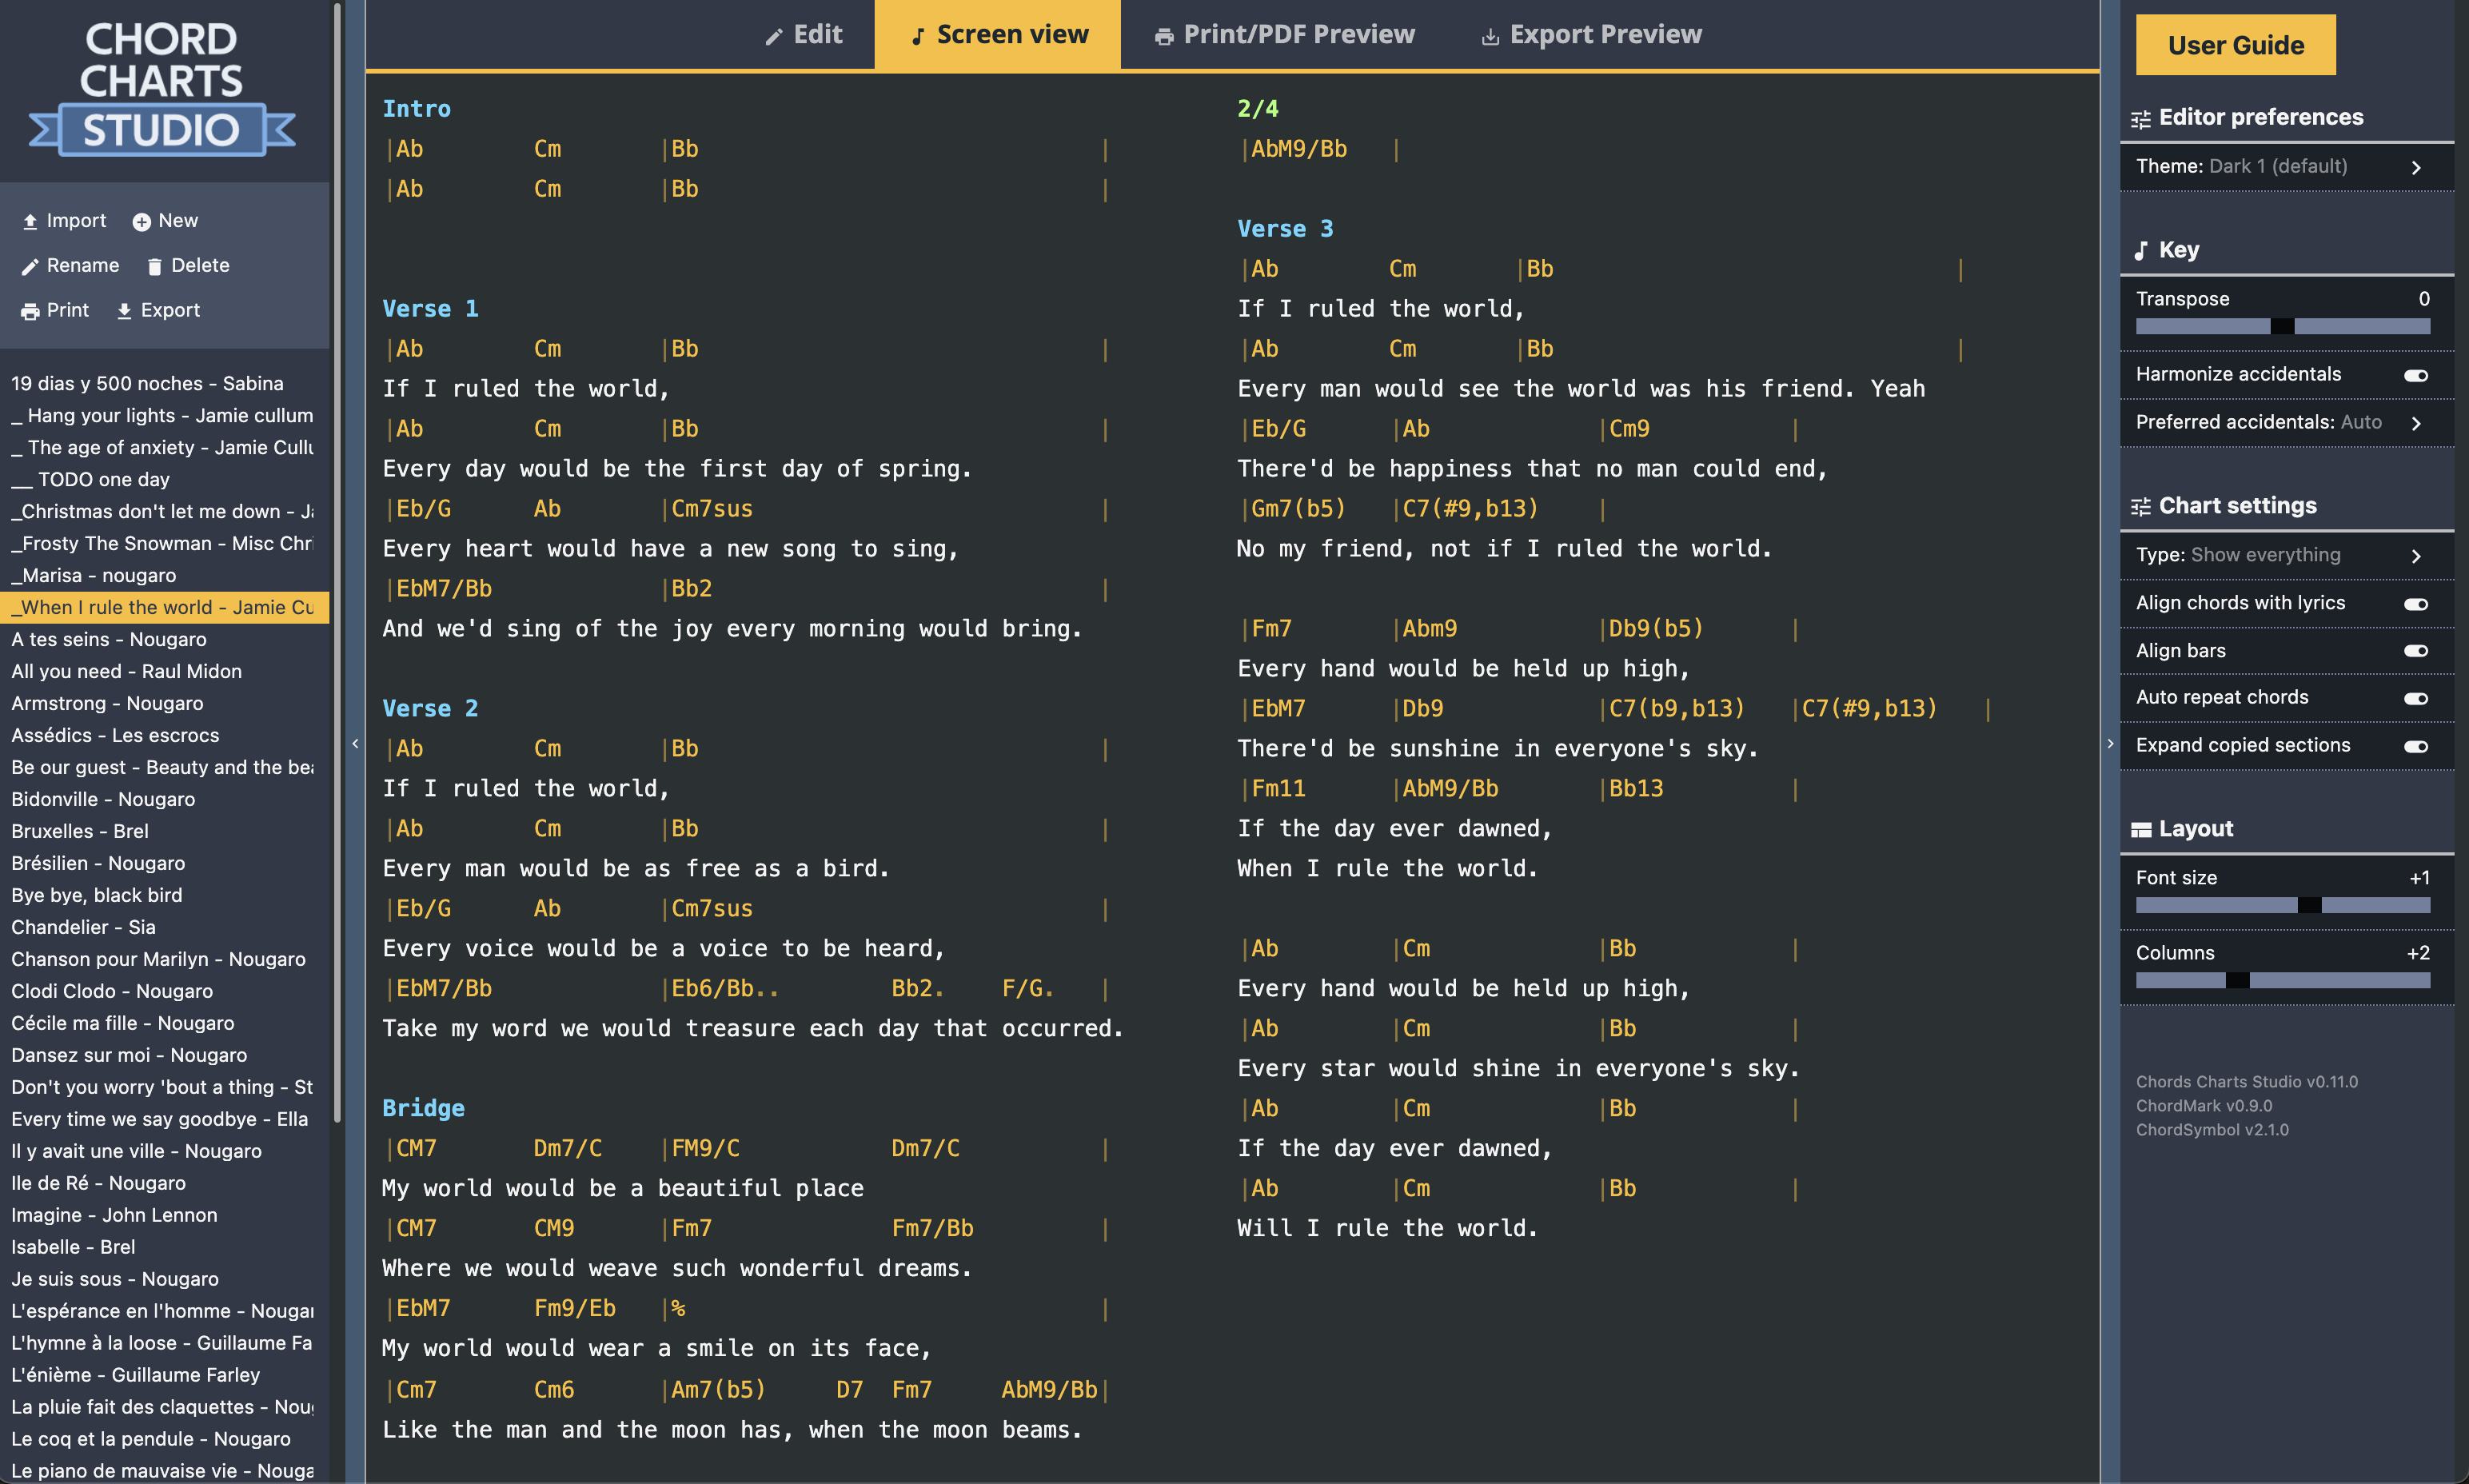 CHORD
CHARTS
STUDIO
Import New
Rename Delete
Print Export
19 dias y 500 noches - Sabina
_ Hang your lights - Jamie cullum
_ The age of anxiety - Jamie Cullu
__ TODO one day
_Christmas don't let me down - Ja
_Frosty The Snowman - Misc Chri
_Marisa - nougaro
_When I rule the world - Jamie Cu
A tes seins - Nougaro
All you need - Raul Midon
Armstrong - Nougaro
Assédics - Les escrocs
Be our guest - Beauty and the bea
Bidonville - Nougaro
Bruxelles - Brel
Brésilien - Nougaro
Bye bye, black bird
Chandelier - Sia
Chanson pour Marilyn - Nougaro
Clodi Clodo - Nougaro
Cécile ma fille - Nougaro
Dansez sur moi - Nougaro
Don't you worry 'bout a thing - St
Every time we say goodbye - Ella
Il y avait une ville - Nougaro
Ile de Ré - Nougaro
Imagine - John Lennon
Isabelle - Brel
Je suis sous - Nougaro
L'espérance en l'homme - Nougar
L'hymne à la loose - Guillaume Fa
L'énième - Guillaume Farley
La pluie fait des claquettes - Noug
Le coq et la pendule - Nougaro
Le piano de mauvaise vie - Nouga
Edit Screen view Print/PDF Preview Export Preview
Intro
|Ab Cm |Bb |
|Ab Cm |Bb |
Verse 1
|Ab Cm |Bb |
If I ruled the world,
|Ab Cm |Bb |
Every day would be the first day of spring.
|Eb/G Ab |Cm7sus |
Every heart would have a new song to sing,
|EbM7/Bb |Bb2 |
And we'd sing of the joy every morning would bring.
Verse 2
|Ab Cm |Bb |
If I ruled the world,
|Ab Cm |Bb |
Every man would be as free as a bird.
|Eb/G Ab |Cm7sus |
Every voice would be a voice to be heard,
|EbM7/Bb |Eb6/Bb.. Bb2. F/G. |
Take my word we would treasure each day that occurred.
Bridge
|CM7 Dm7/C |FM9/C Dm7/C |
My world would be a beautiful place
|CM7 CM9 |Fm7 Fm7/Bb |
Where we would weave such wonderful dreams.
|EbM7 Fm9/Eb |% |
My world would wear a smile on its face,
|Cm7 Cm6 |Am7(b5) D7 Fm7 AbM9/Bb|
Like the man and the moon has, when the moon beams.
2/4
|AbM9/Bb |
Verse 3
|Ab Cm |Bb |
If I ruled the world,
|Ab Cm |Bb |
Every man would see the world was his friend. Yeah
|Eb/G |Ab |Cm9 |
There'd be happiness that no man could end,
|Gm7(b5) |C7(#9,b13) |
No my friend, not if I ruled the world.
|Fm7 |Abm9 |Db9(b5) |
Every hand would be held up high,
|EbM7 |Db9 |C7(b9,b13) |C7(#9,b13) |
There'd be sunshine in everyone's sky.
|Fm11 |AbM9/Bb |Bb13 |
If the day ever dawned,
When I rule the world.
|Ab |Cm |Bb |
Every hand would be held up high,
|Ab |Cm |Bb |
Every star would shine in everyone's sky.
|Ab |Cm |Bb |
If the day ever dawned,
|Ab |Cm |Bb |
Will I rule the world.
User Guide
Editor preferences
Theme: Dark 1 (default)
Key
Transpose 0
Harmonize accidentals
Preferred accidentals: Auto
Chart settings
Type: Show everything
Align chords with lyrics
Align bars
Auto repeat chords
Expand copied sections
Layout
Font size +1
Columns +2
Chords Charts Studio v0.11.0
ChordMark v0.9.0
ChordSymbol v2.1.0